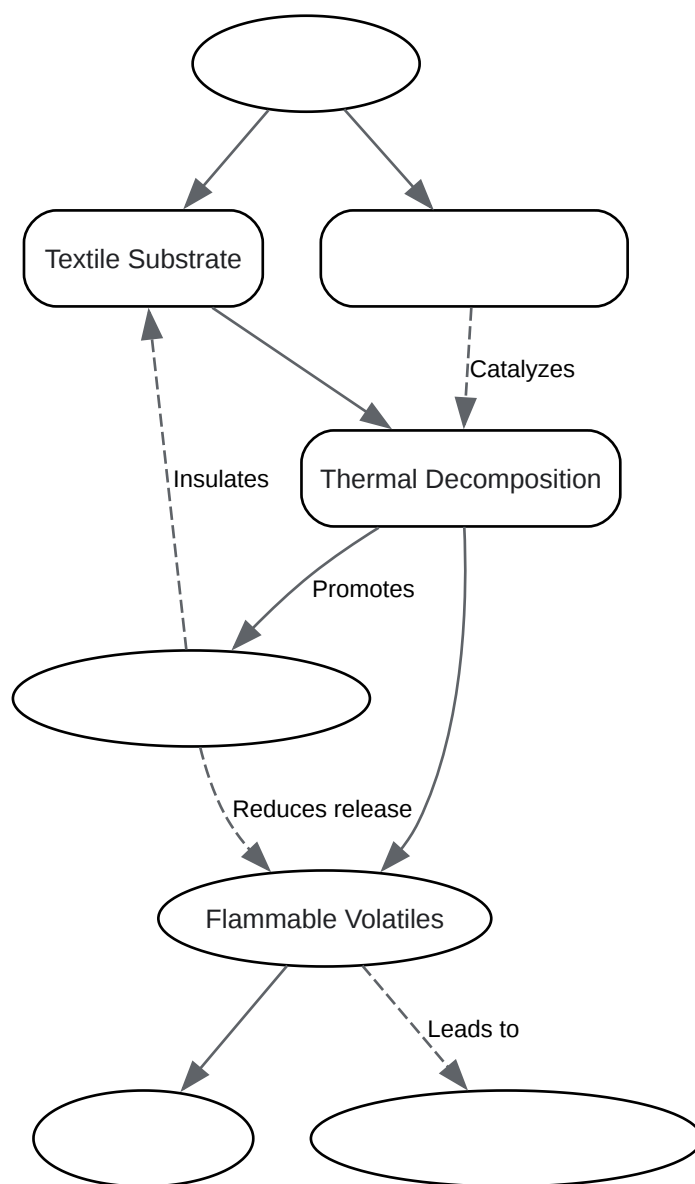 Textile Substrate
Catalyzes
Thermal Decomposition
Insulates
Promotes
Reduces release
Flammable Volatiles
Leads to